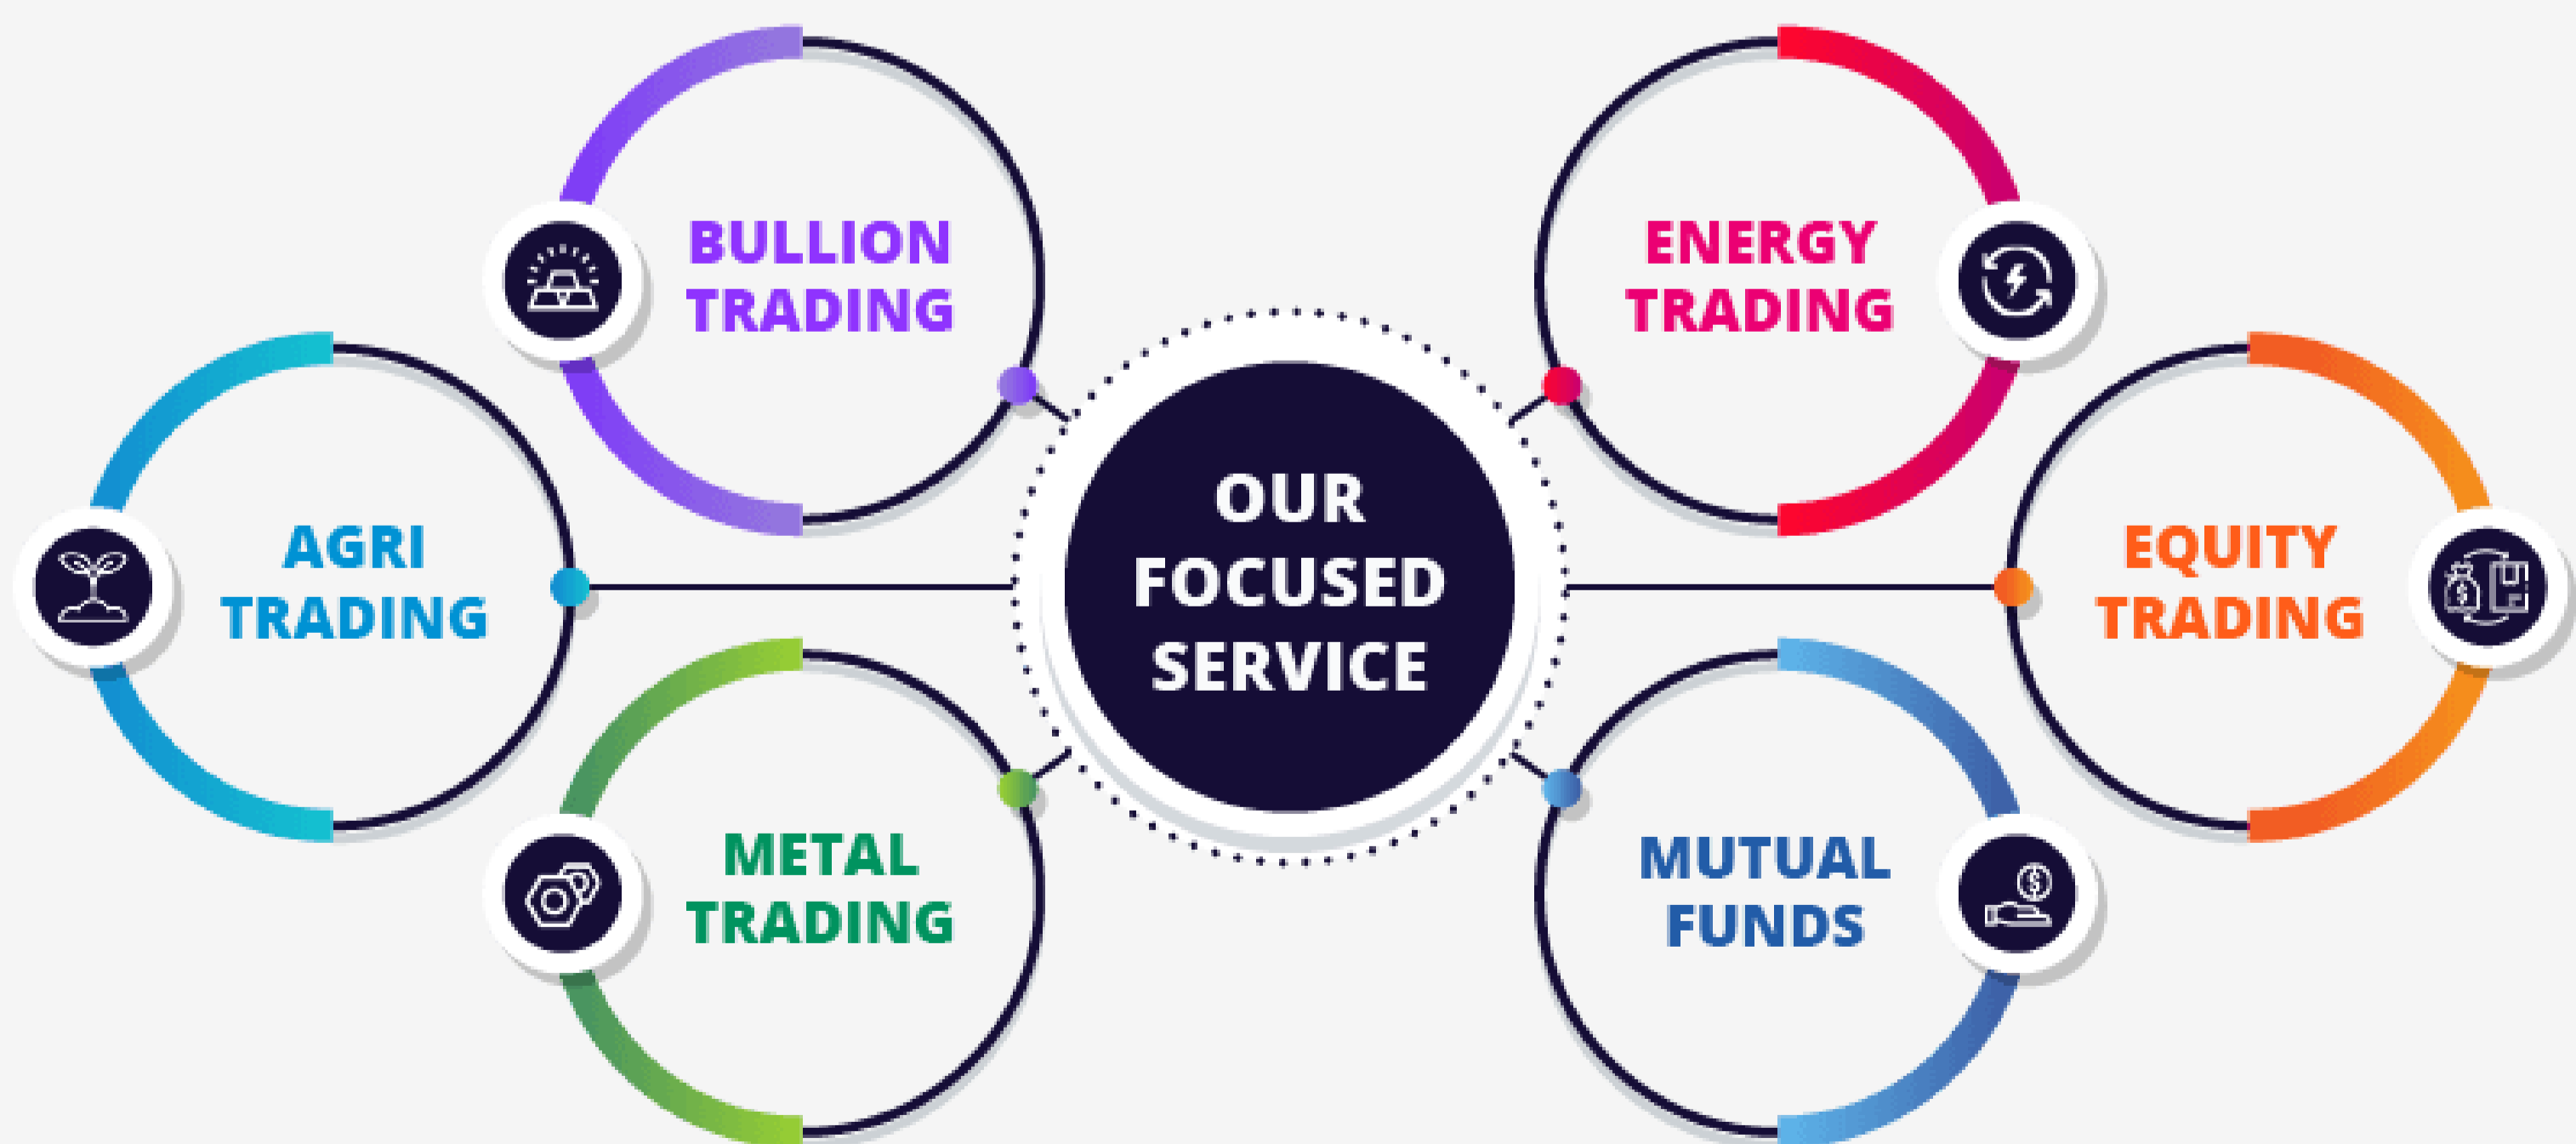 BULLION
TRADING
ENERGY
TRADING
AGRI
TRADING
OUR
FOCUSED
SERVICE
EQUITY
TRADING
METAL
TRADING
MUTUAL
FUNDS